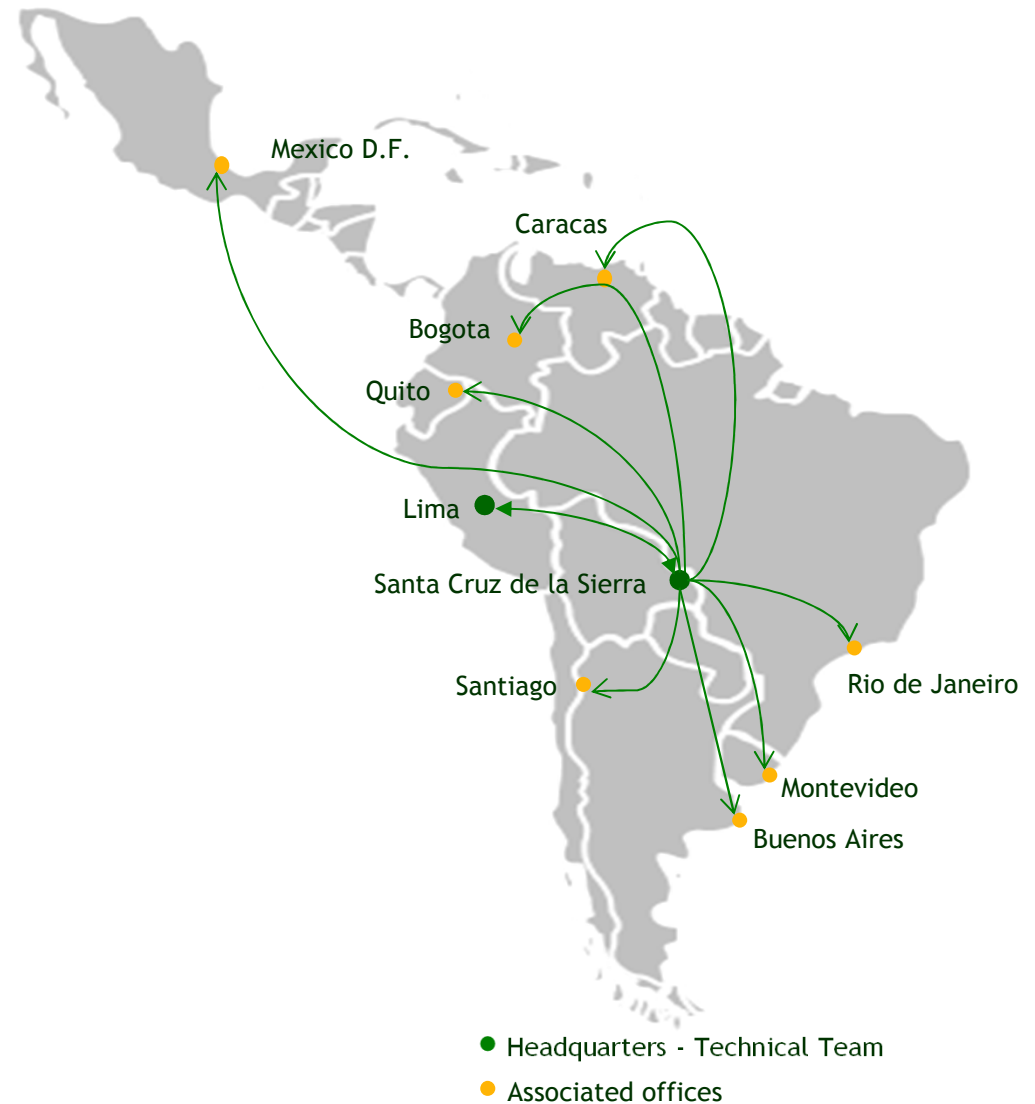 Mexico D.F.
Caracas
Bogota
Quito
Lima
Santa Cruz de la Sierra
Santiago
Rio de Janeiro
Montevideo
Buenos Aires
Headquarters - Technical Team
Associated offices